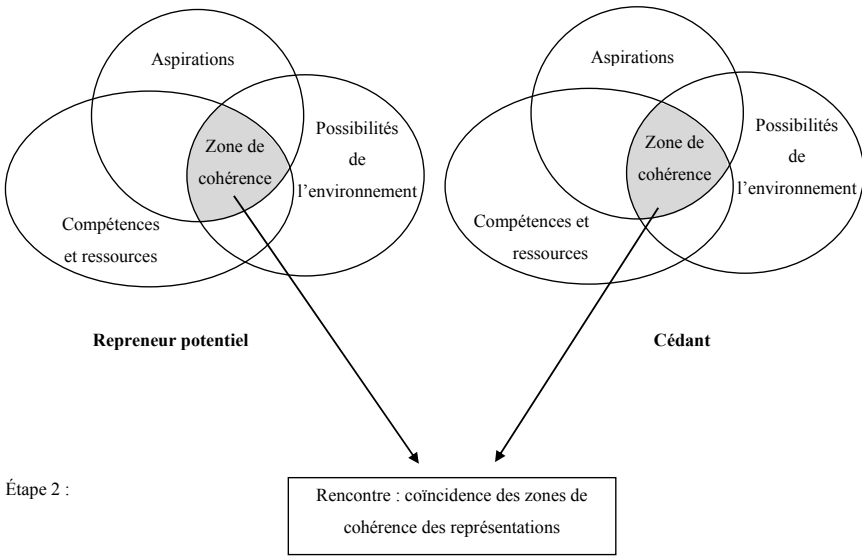 Aspirations
Possibilités
de
l’environnement
Zone de
cohérence
Compétences
et ressources
Repreneur potentiel
Aspirations
Possibilités
de
l’environnement
Zone de
cohérence
Compétences et
ressources
Cédant
Étape 2 :
Rencontre : coïncidence des zones de
cohérence des représentations